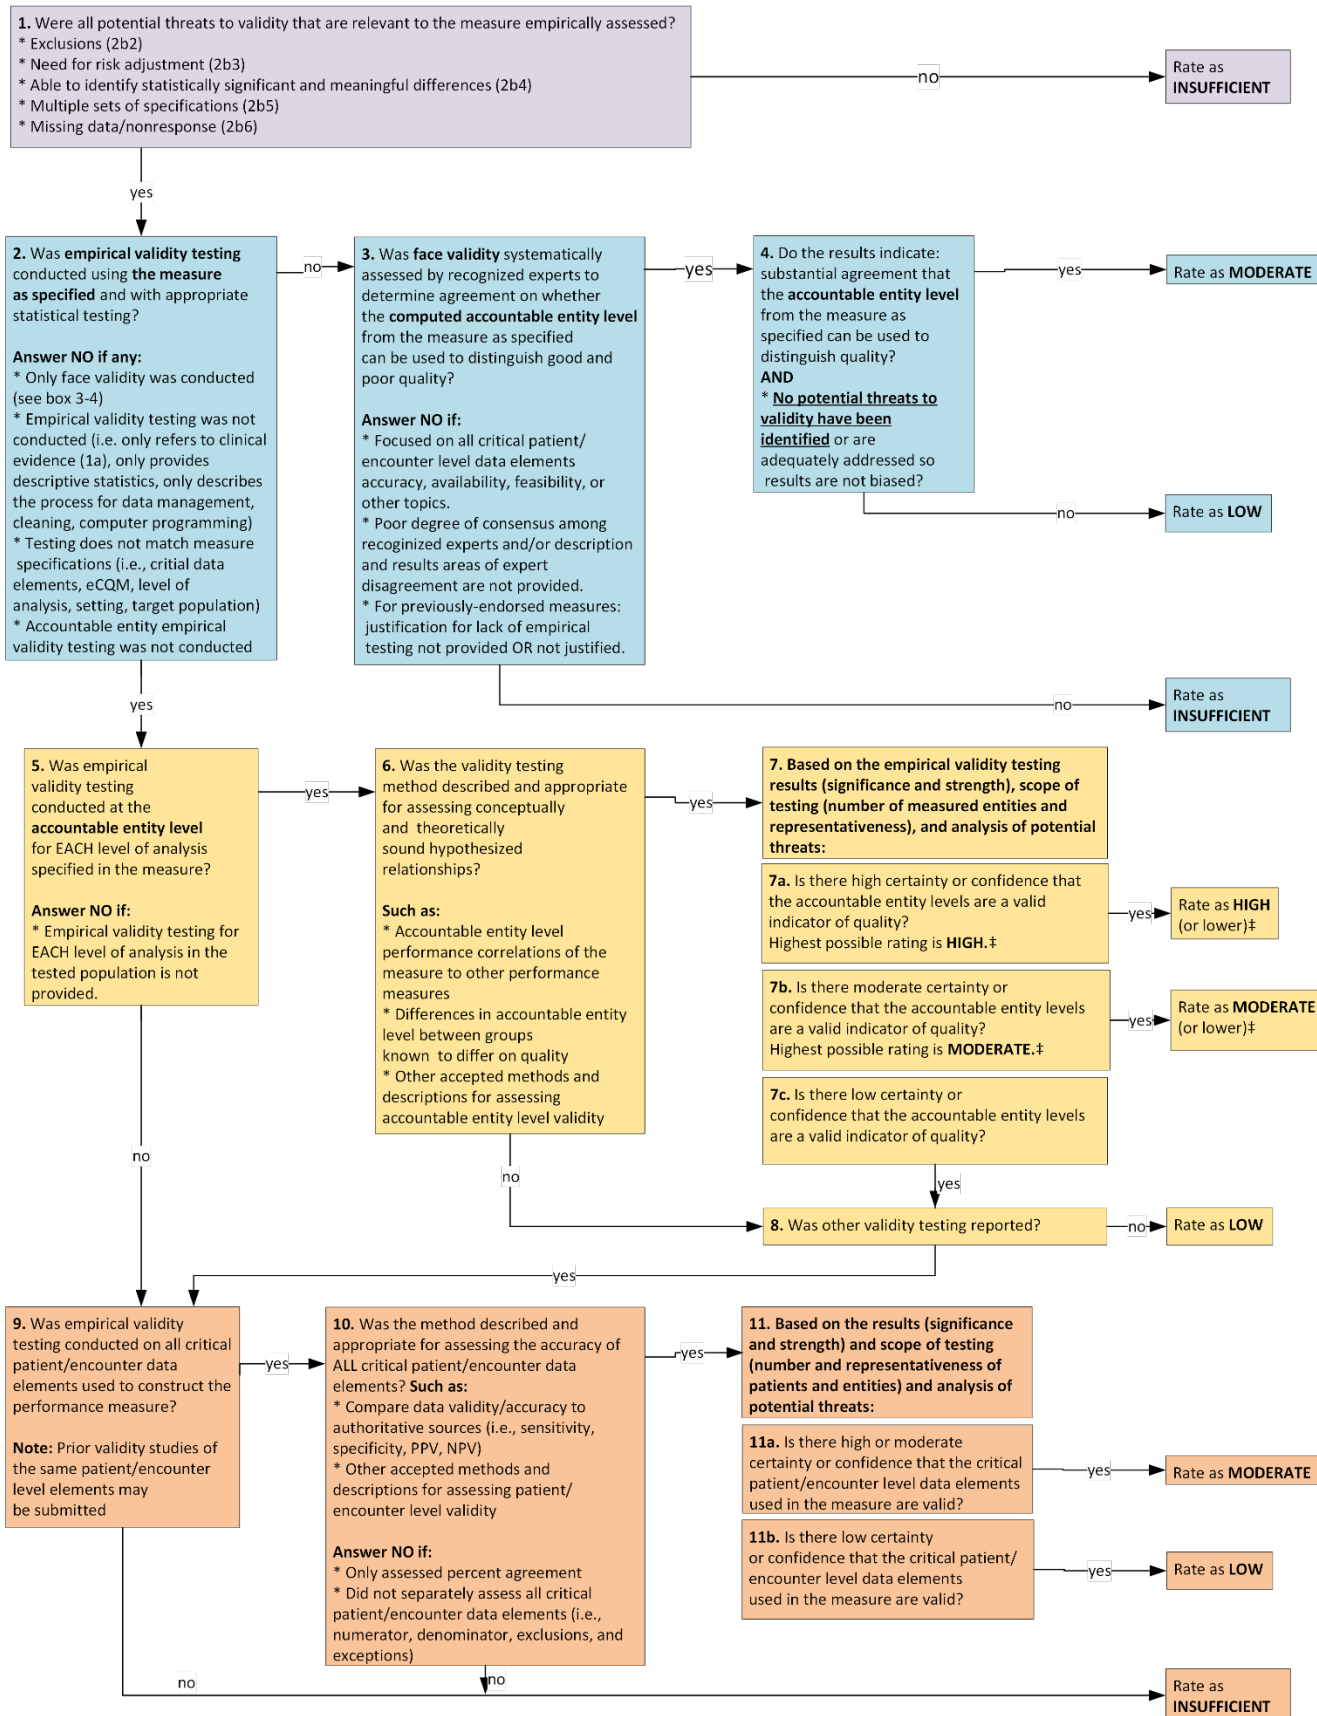 1. Were all potential threats to validity that are relevant to the measure empirically assessed?
* Exclusions (2b2)
* Need for risk adjustment (2b3)
* Able to identify statistically significant and meaningful differences (2b4)
* Multiple sets of specifications (2b5)
* Missing data/nonresponse (2b6)
no
Rate as
INSUFFICIENT
yes
2. Was empirical validity testing
conducted using the measure
as specified and with appropriate
statistical testing?
Answer NO if any:
* Only face validity was conducted
(see box 3-4)
* Empirical validity testing was not
conducted (i.e. only refers to clinical
evidence (1a), only provides
descriptive statistics, only describes
the process for data management,
cleaning, computer programming)
* Testing does not match measure
specifications (i.e., critial data
elements, eCQM, level of
analysis, setting, target population)
* Accountable entity empirical
validity testing was not conducted
no
3. Was face validity systematically
assessed by recognized experts to
determine agreement on whether
the computed accountable entity level
from the measure as specified
can be used to distinguish good and
poor quality?
Answer NO if:
* Focused on all critical patient/
encounter level data elements
accuracy, availability, feasibility, or
other topics.
* Poor degree of consensus among
recoginized experts and/or description
and results areas of expert
disagreement are not provided.
* For previously-endorsed measures:
justification for lack of empirical
testing not provided OR not justified.
yes
4. Do the results indicate:
substantial agreement that
the accountable entity level
from the measure as
specified can be used to
distinguish quality?
AND
* No potential threats to
validity have been
identified or are
adequately addressed so
results are not biased?
yes
Rate as MODERATE
no
Rate as LOW
no
Rate as
INSUFFICIENT
yes
5. Was empirical
validity testing
conducted at the
accountable entity level
for EACH level of analysis
specified in the measure?
Answer NO if:
* Empirical validity testing for
EACH level of analysis in the
tested population is not
provided.
yes
6. Was the validity testing
method described and appropriate
for assessing conceptually
and theoretically
sound hypothesized
relationships?
Such as:
* Accountable entity level
performance correlations of the
measure to other performance
measures
* Differences in accountable entity
level between groups
known to differ on quality
* Other accepted methods and
descriptions for assessing
accountable entity level validity
yes
7. Based on the empirical validity testing
results (significance and strength), scope of
testing (number of measured entities and
representativeness), and analysis of potential
threats:
7a. Is there high certainty or confidence that
the accountable entity levels are a valid
indicator of quality?
Highest possible rating is HIGH.‡
yes
Rate as HIGH
(or lower)‡
7b. Is there moderate certainty or
confidence that the accountable entity levels
are a valid indicator of quality?
Highest possible rating is MODERATE.‡
yes
Rate as MODERATE
(or lower)‡
7c. Is there low certainty or
confidence that the accountable entity levels
are a valid indicator of quality?
no
no
yes
8. Was other validity testing reported?
no
Rate as LOW
yes
9. Was empirical validity
testing conducted on all critical
patient/encounter data
elements used to construct the
performance measure?
Note: Prior validity studies of
the same patient/encounter
level elements may
be submitted
yes
10. Was the method described and
appropriate for assessing the accuracy of
ALL critical patient/encounter data
elements? Such as:
* Compare data validity/accuracy to
authoritative sources (i.e., sensitivity,
specificity, PPV, NPV)
* Other accepted methods and
descriptions for assessing patient/
encounter level validity
Answer NO if:
* Only assessed percent agreement
* Did not separately assess all critical
patient/encounter data elements (i.e.,
numerator, denominator, exclusions, and
exceptions)
yes
11. Based on the results (significance
and strength) and scope of testing
(number and representativeness of
patients and entities) and analysis of
potential threats:
11a. Is there high or moderate
certainty or confidence that the critical
patient/encounter level data elements
used in the measure are valid?
yes
Rate as MODERATE
11b. Is there low certainty
or confidence that the critical patient/
encounter level data elements
used in the measure are valid?
yes
Rate as LOW
no
no
Rate as
INSUFFICIENT